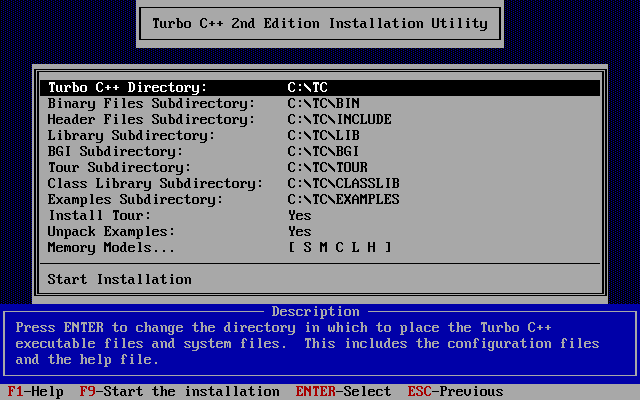 Turbo C++ 2nd Edition Installation Utility
Turbo C++ Directory: C:\TC
Binary Files Subdirectory: C:\TC\BIN
Header Files Subdirectory: C:\TC\INCLUDE
Library Subdirectory: C:\TC\LIB
BGI Subdirectory: C:\TC\BGI
Tour Subdirectory: C:\TC\TOUR
Class Library Subdirectory: C:\TC\CLASSLIB
Examples Subdirectory: C:\TC\EXAMPLES
Install Tour: Yes
Unpack Examples: Yes
Memory Models... [ S M C L H ]
Start Installation
Description
Press ENTER to change the directory in which to place the Turbo C++
executable files and system files. This includes the configuration files
and the help file.
F1-Help F9-Start the installation ENTER-Select ESC-Previous